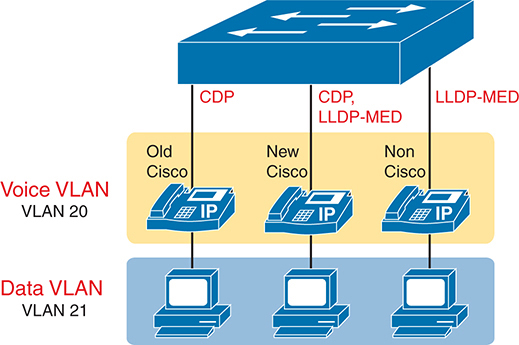 CDP
CDP,
LLDP-MED
LLDP-MED
Old
Cisco
New
Cisco
Non
Cisco
Voice VLAN
VLAN 20
IP
IP
IP
Data VLAN
VLAN 21